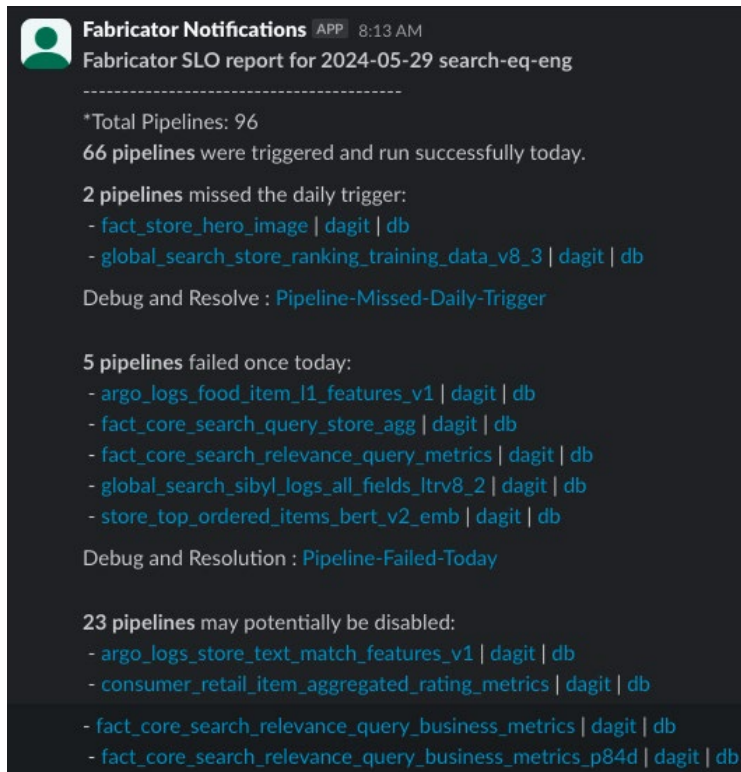 Fabricator Notifications APP 8:13 AM
Fabricator SLO report for 2024-05-29 search-eq-eng
-----------------------------------------
*Total Pipelines: 96
66 pipelines were triggered and run successfully today.
2 pipelines missed the daily trigger:
- fact_store_hero_image | dagit | db
- global_search_store_ranking_training_data_v8_3 | dagit | db
Debug and Resolve : Pipeline-Missed-Daily-Trigger
5 pipelines failed once today:
- argo_logs_food_item_l1_features_v1 | dagit | db
- fact_core_search_query_store_agg | dagit | db
- fact_core_search_relevance_query_metrics | dagit | db
- global_search_sibyl_logs_all_fields_ltrv8_2 | dagit | db
- store_top_ordered_items_bert_v2_emb | dagit | db
Debug and Resolution : Pipeline-Failed-Today
23 pipelines may potentially be disabled:
- argo_logs_store_text_match_features_v1 | dagit | db
- consumer_retail_item_aggregated_rating_metrics | dagit | db
- fact_core_search_relevance_query_business_metrics | dagit | db
- fact_core_search_relevance_query_business_metrics_p84d | dagit | db